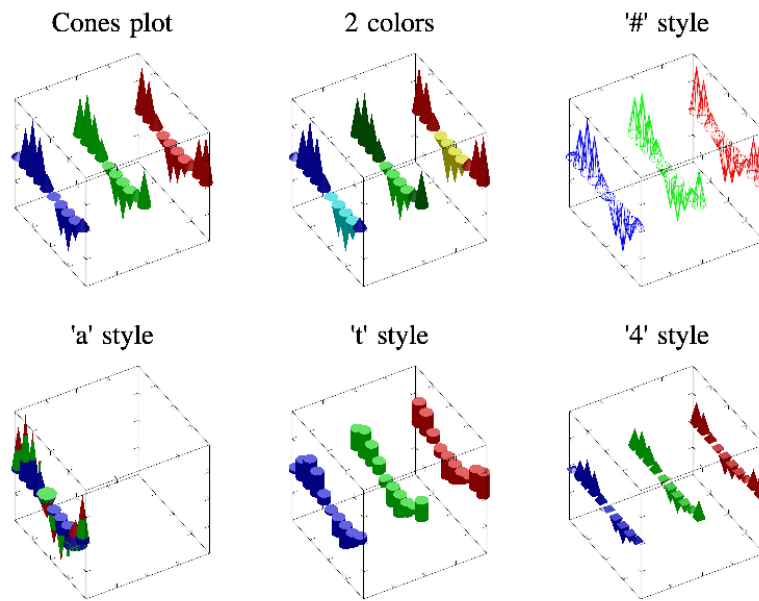 Cones plot
2 colors
'#' style
'a' style
't' style
'4' style